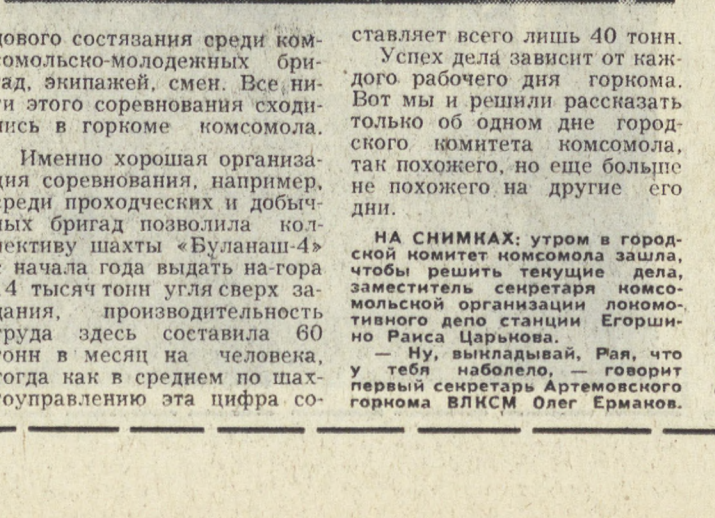 дового состязания среди ком-
сомольско-молодежных бри-
гад, экипажей, смен. Все ни-
ти этого соревнования сходи-
лись в горкоме комсомола.
Именно хорошая организа-
ция соревнования, например,
среди проходческих и добыч-
ных бригад позволила кол-
лективу шахты «Буланаш-4»
с начала года выдать на-гора
4 тысяч тонн угля сверх за-
дания, производительность
труда здесь составила 60
тонн в месяц на человека,
тогда как в среднем по шах-
тоуправлению эта цифра со-
ставляет всего лишь 40 тонн.
Успех дела зависит от каж-
дого рабочего дня горкома.
Вот мы и решили рассказать
только об одном дне город-
ского комитета комсомола,
так похожего, но еще больше
не похожего на другие его
дни.
НА СНИМКАХ: утром в город-
ской комитет комсомола зашла,
чтобы решить текущие дела,
заместитель секретаря комсо-
мольской организации локомо-
тивного депо станции Егорши-
но Раиса Царькова.
— Ну, выкладывай, Рая, что
у тебя наболело, — говорит
первый секретарь Артемовского
горкома ВЛКСМ Олег Ермаков.